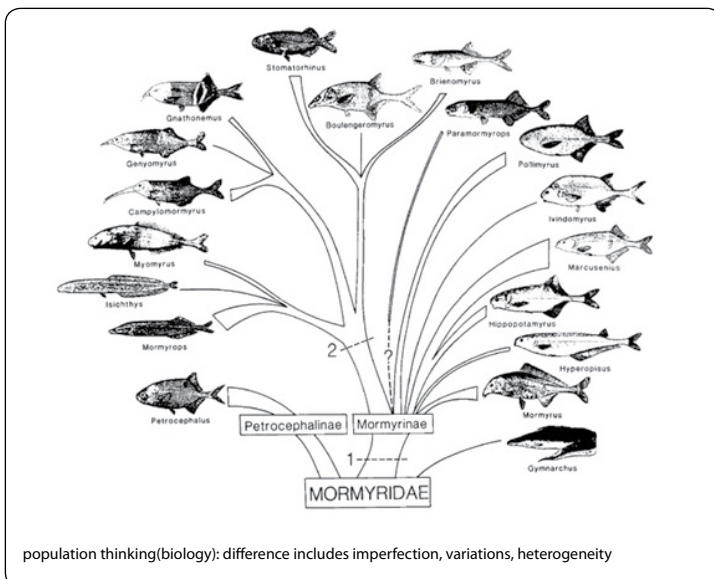 Stomatorhinus
Brienomyrus
Gnathonemus
Boulengeromyrus
Paramormyrops
Genyomyrus
Pollimyrus
Campylomormyrus
Ivindomyrus
Marcusenius
Myomyrus
Isichthys
Hippopotamyrus
Mormyrops
2
?
Hyperopisus
Petrocephalus
Mormyrus
Petrocephalinae
Mormyrinae
1
Gymnarchus
MORMYRIDAE
population thinking(biology): difference includes imperfection, variations, heterogeneity